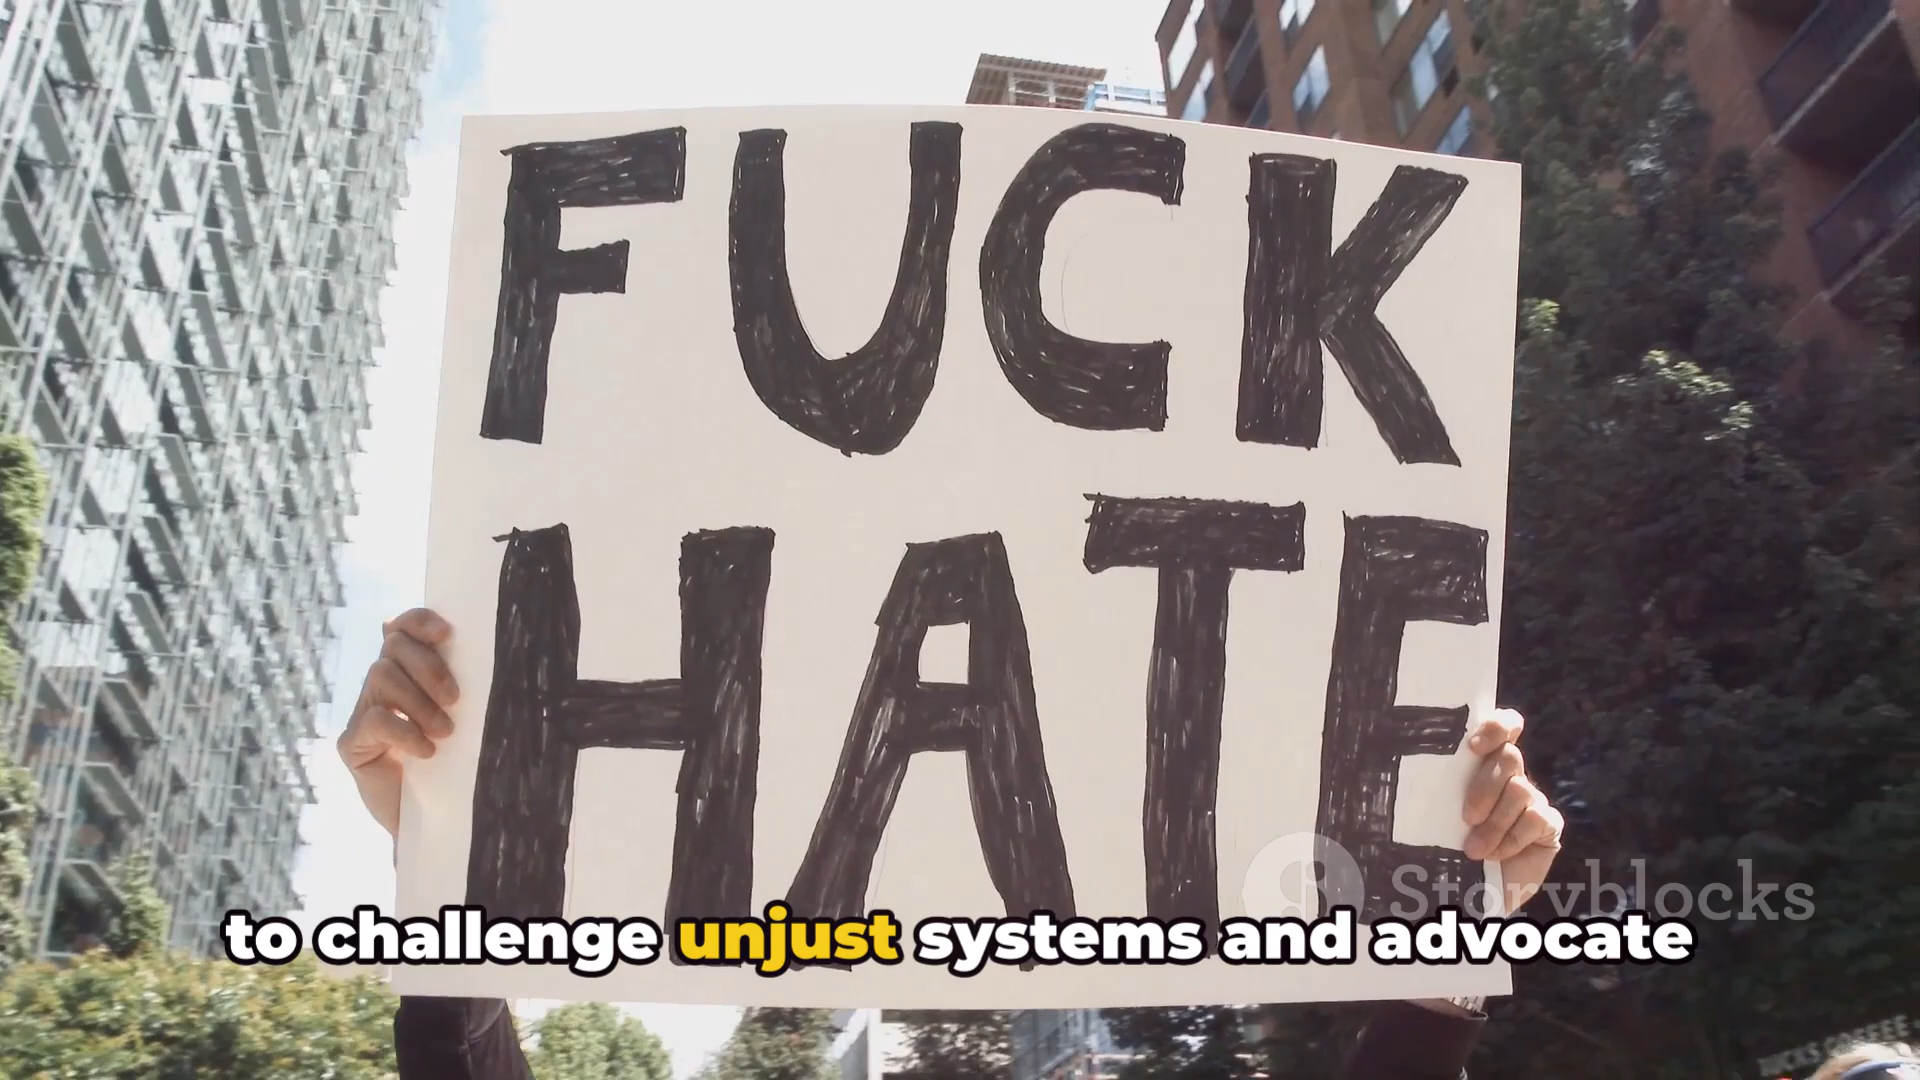 FUCK
HATE
Storyblocks
to challenge unjust systems and advocate